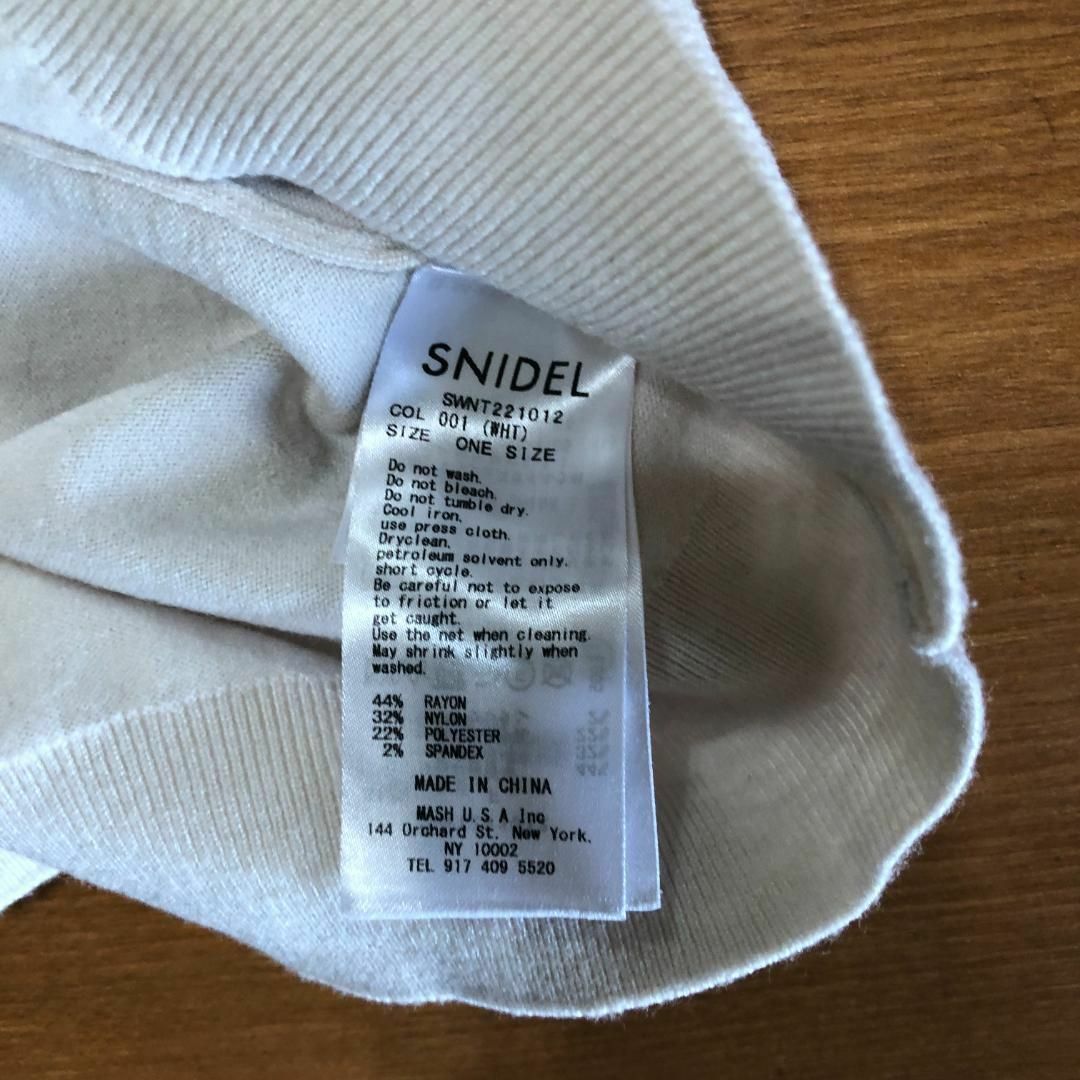 SNIDEL
SWNT221012
COL 001 (WHT)
SIZE ONE SIZE
Do not wash.
Do not bleach.
Do not tumble dry.
Cool iron.
use press cloth.
Dryclean.
petroleum solvent only.
short cycle.
Be careful not to expose
to friction or let it
get caught.
Use the net when cleaning.
May shrink slightly when
washed.
44% RAYON
32% NYLON
22% POLYESTER
2% SPANDEX
MADE IN CHINA
MASH U.S.A Inc
144 Orchard St. New York,
NY 10002
TEL 917 409 5520